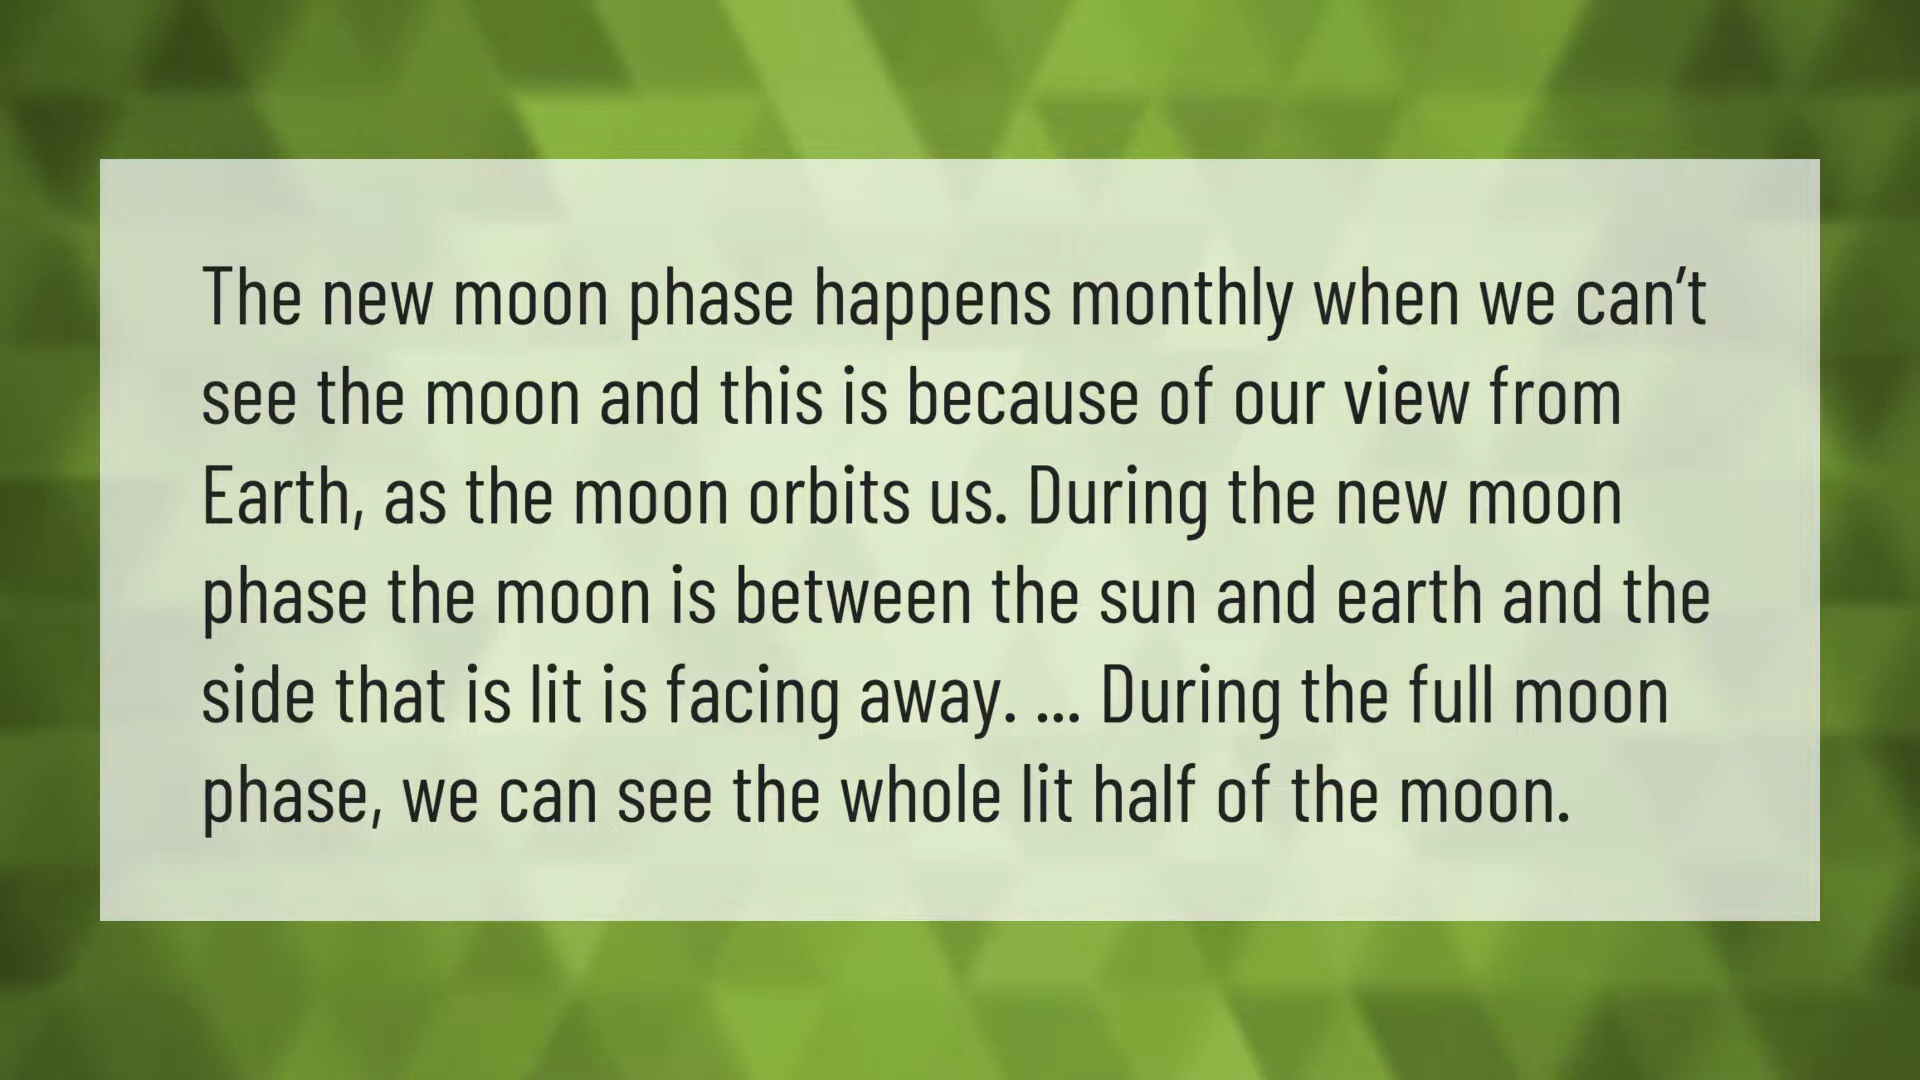 The new moon phase happens monthly when we can’t
see the moon and this is because of our view from
Earth, as the moon orbits us. During the new moon
phase the moon is between the sun and earth and the
side that is lit is facing away. ... During the full moon
phase, we can see the whole lit half of the moon.